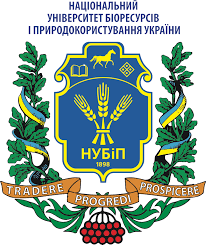 НАЦІОНАЛЬНИЙ
УНІВЕРСИТЕТ БІОРЕСУРСІВ
І ПРИРОДОКОРИСТУВАННЯ УКРАЇНИ
НУБіП
1898
TRADERE PROGREDI PROSPICERE